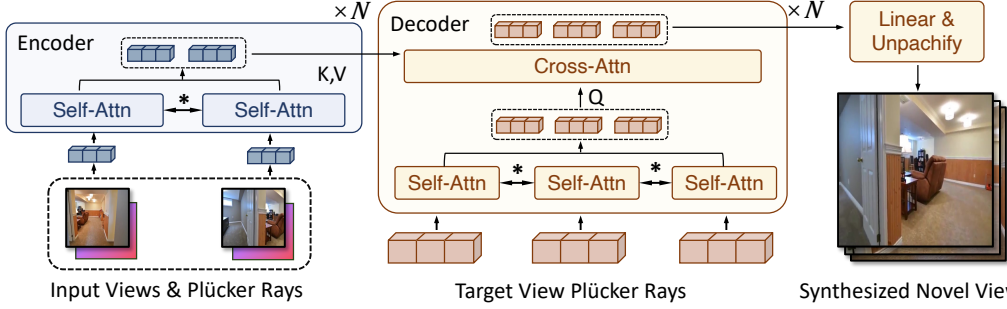 ×N
×N
Encoder
Decoder
Linear &
Unpachify
K,V
Cross-Attn
Q
Self-Attn
*
Self-Attn
Self-Attn
*
Self-Attn
*
Self-Attn
Input Views & Plücker Rays
Target View Plücker Rays
Synthesized Novel View